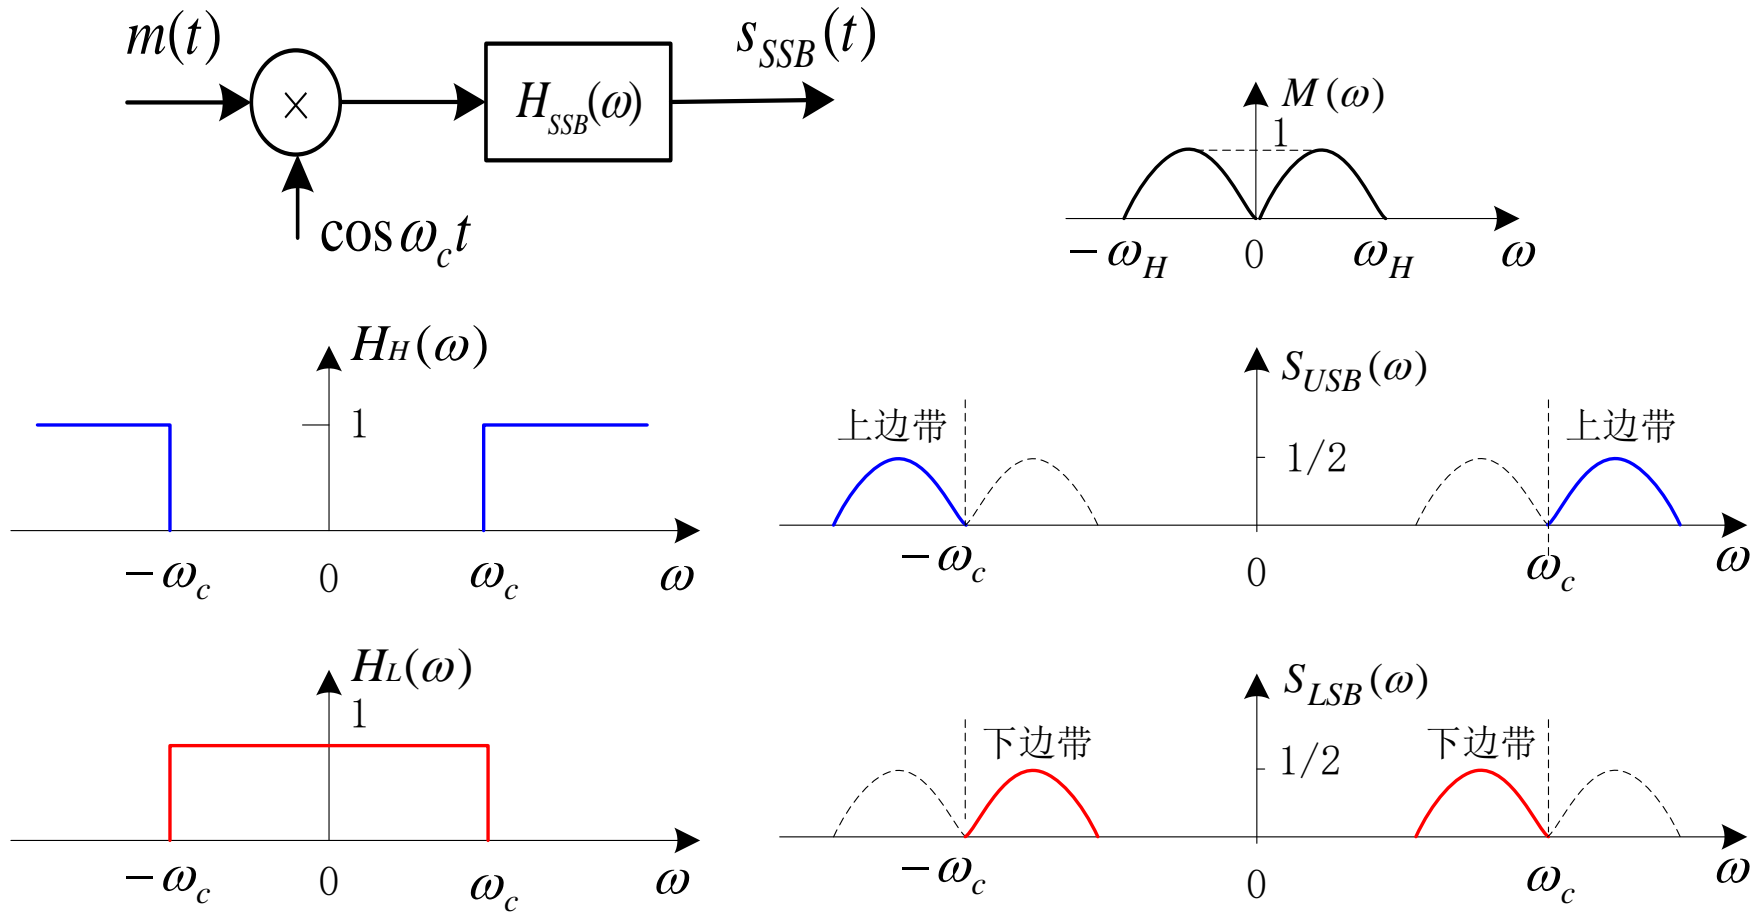 m(t)
×
H_SSB(ω)
s_SSB(t)
cos ω_c t
M(ω)
1
−ω_H 0 ω_H ω
H_H(ω)
1
−ω_c 0 ω_c ω
S_USB(ω)
上边带 1/2 上边带
−ω_c 0 ω_c ω
H_L(ω)
1
−ω_c 0 ω_c ω
S_LSB(ω)
下边带 1/2 下边带
−ω_c 0 ω_c ω